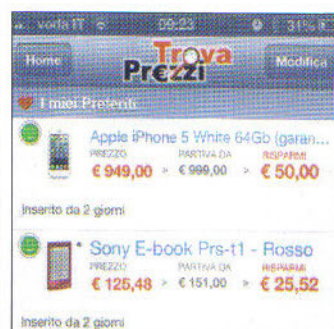 voda IT 09:23 31%
Home Trova Prezzi Modifica
I miei Preferiti
Apple iPhone 5 White 64Gb (garan...
PREZZO PARTIVA DA RISPARMI
€ 949,00 > € 999,00 > € 50,00
Inserito da 2 giorni
Sony E-book Prs-t1 - Rosso
PREZZO PARTIVA DA RISPARMI
€ 125,48 > € 151,00 > € 25,52
Inserito da 2 giorni